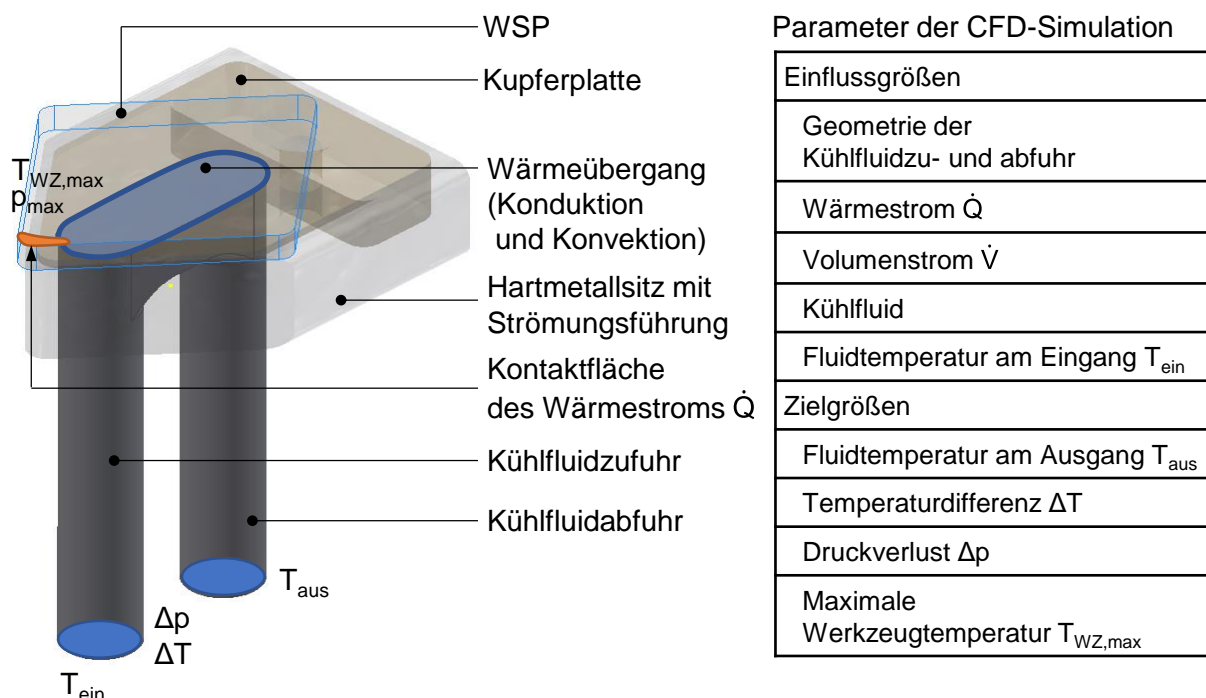 WSP
Kupferplatte
T_WZ,max
p_max
Wärmeübergang
(Konduktion
und Konvektion)
Hartmetallsitz mit
Strömungsführung
Kontaktfläche
des Wärmestroms Q̇
Kühlfluidzufuhr
Kühlfluidabfuhr
T_aus
Δp
ΔT
T_ein
Parameter der CFD-Simulation
Einflussgrößen
Geometrie der
Kühlfluidzu- und abfuhr
Wärmestrom Q̇
Volumenstrom V̇
Kühlfluid
Fluidtemperatur am Eingang T_ein
Zielgrößen
Fluidtemperatur am Ausgang T_aus
Temperaturdifferenz ΔT
Druckverlust Δp
Maximale
Werkzeugtemperatur T_WZ,max